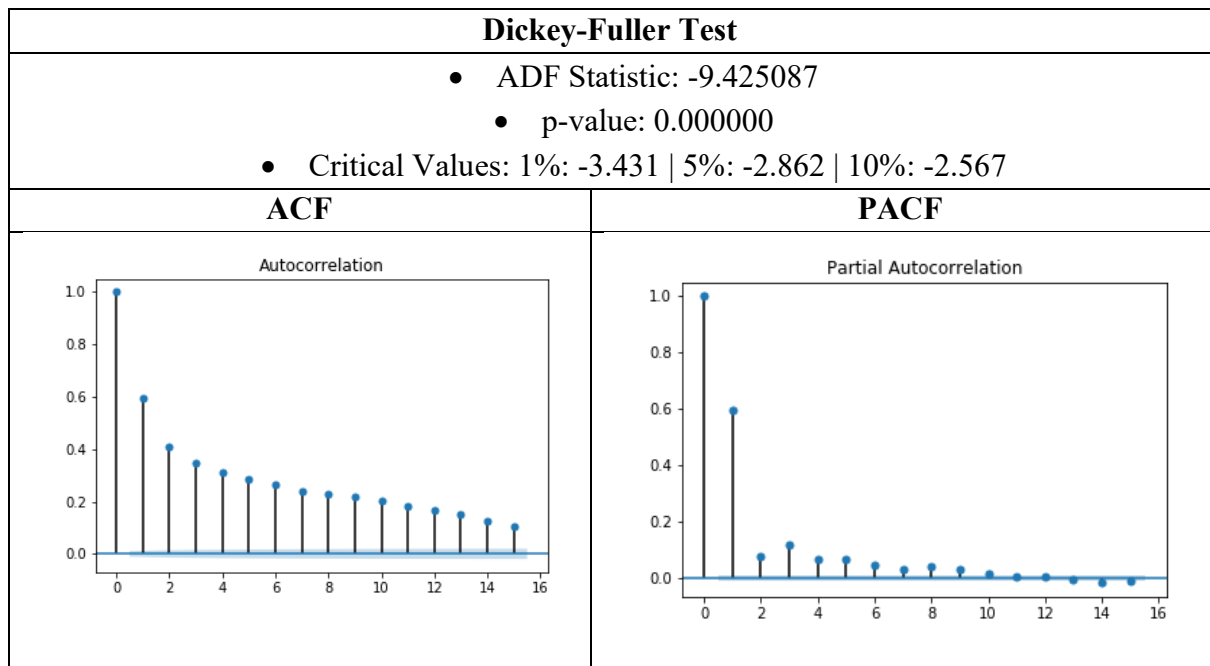 Dickey-Fuller Test
• ADF Statistic: -9.425087
• p-value: 0.000000
• Critical Values: 1%: -3.431 | 5%: -2.862 | 10%: -2.567
ACF
PACF
Autocorrelation
1.0
0.8
0.6
0.4
0.2
0.0
0 2 4 6 8 10 12 14 16
Partial Autocorrelation
1.0
0.8
0.6
0.4
0.2
0.0
0 2 4 6 8 10 12 14 16